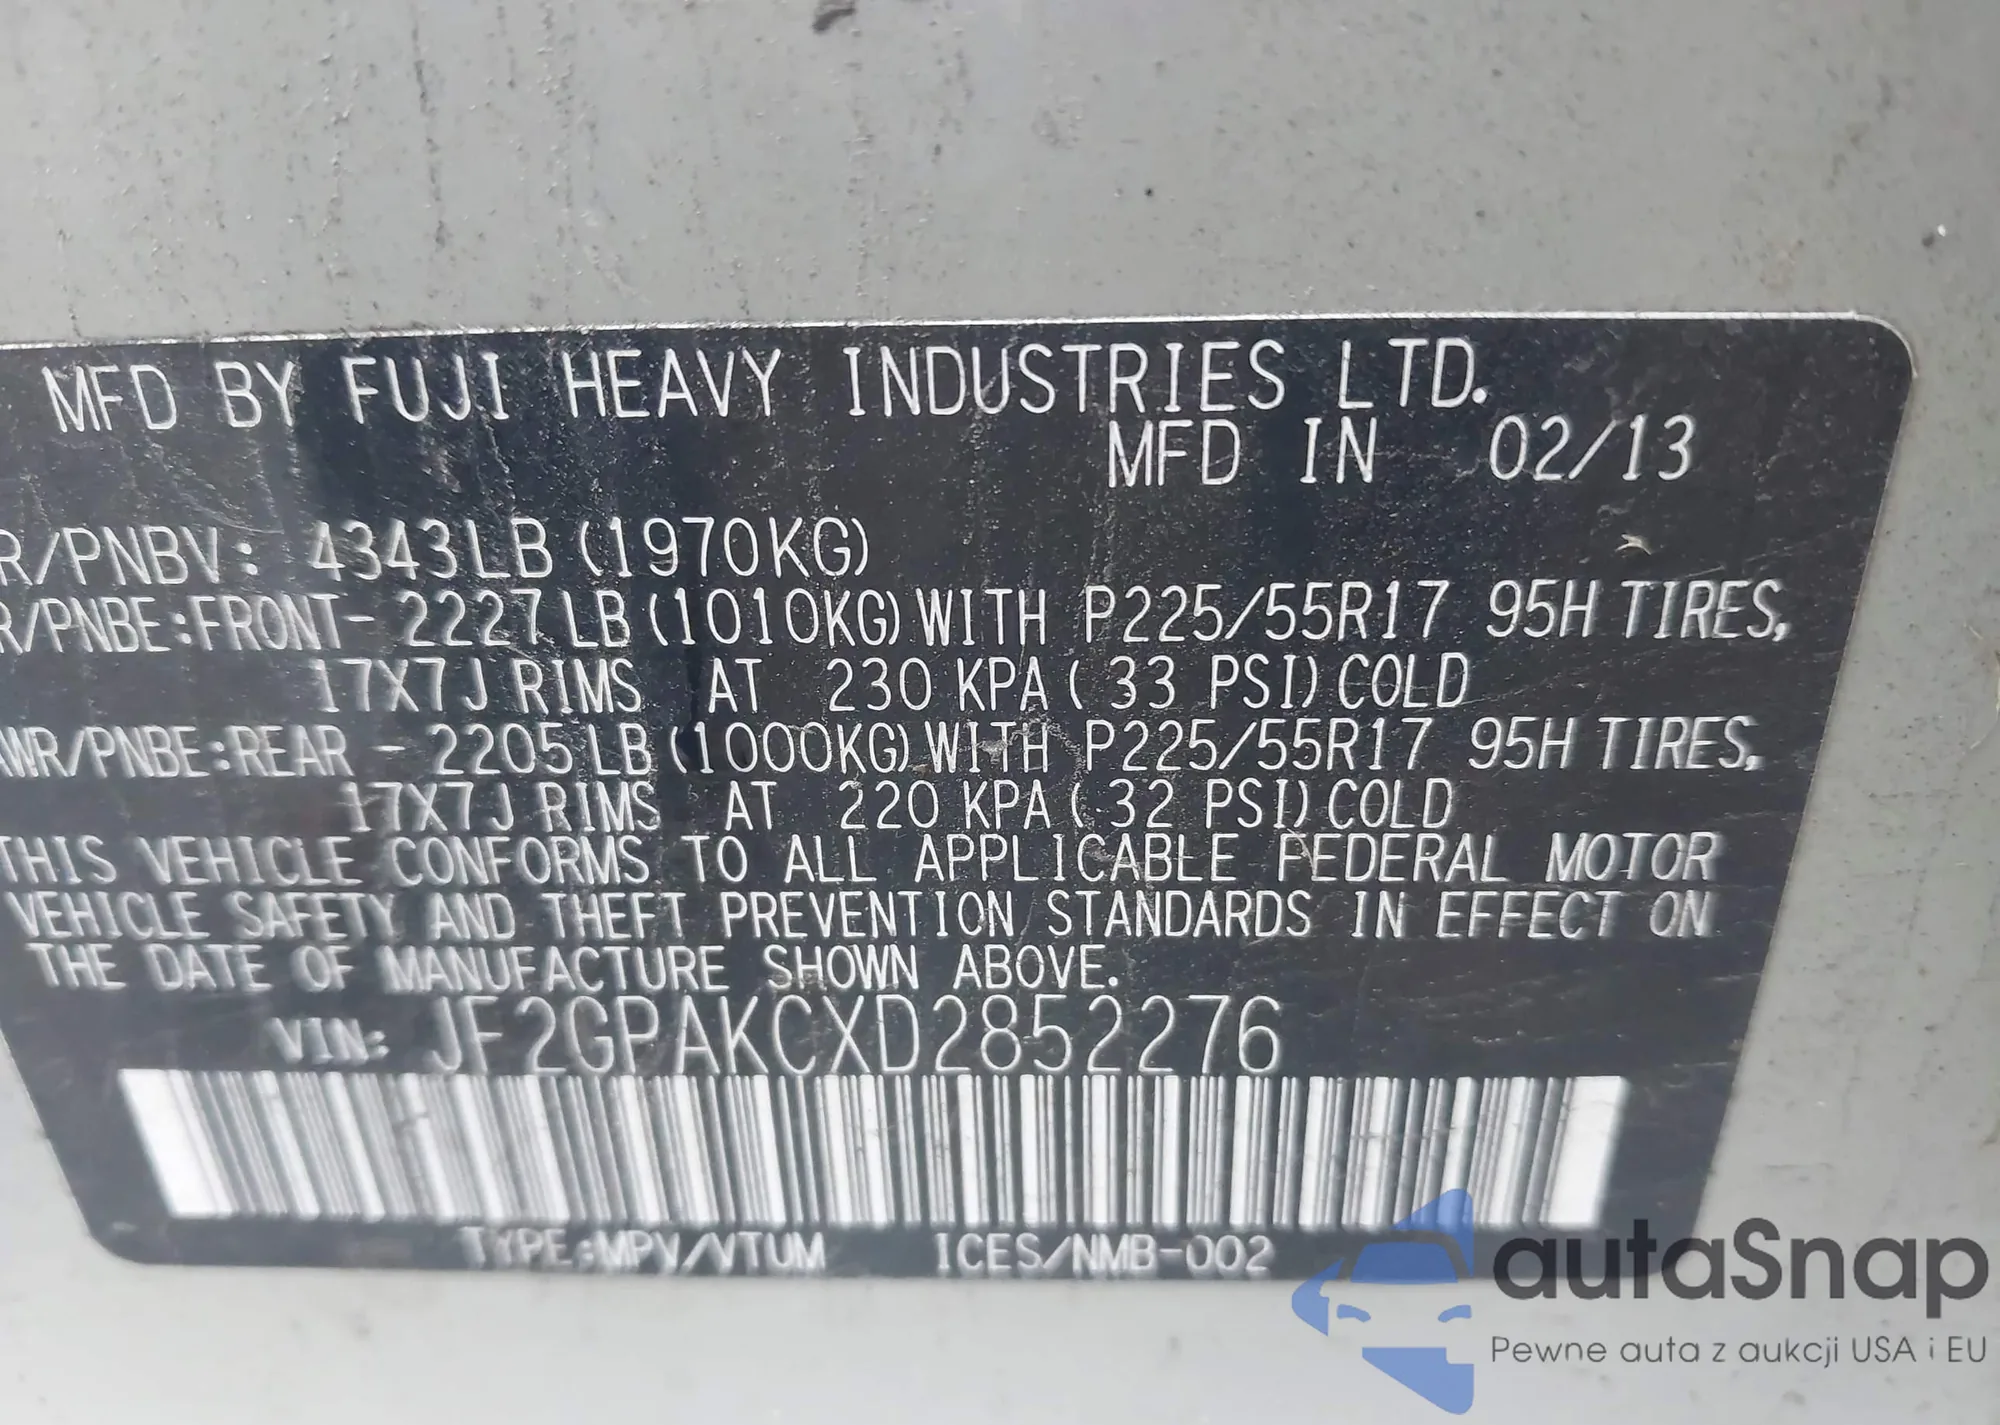 MFD BY FUJI HEAVY INDUSTRIES LTD.
MFD IN 02/13
R/PNBV: 4343LB (1970KG)
R/PNBE:FRONT- 2227LB (1010KG) WITH P225/55R17 95H TIRES,
17X7J RIMS AT 230 KPA ( 33 PSI) COLD
WR/PNBE:REAR - 2205LB (1000KG) WITH P225/55R17 95H TIRES,
17X7J RIMS AT 220 KPA ( 32 PSI) COLD
THIS VEHICLE CONFORMS TO ALL APPLICABLE FEDERAL MOTOR
VEHICLE SAFETY AND THEFT PREVENTION STANDARDS IN EFFECT ON
THE DATE OF MANUFACTURE SHOWN ABOVE.
VIN: JF2GPAKCXD2852276
TYPE:MPV/VTUM ICES/NMB-002
autaSnap
Pewne auta z aukcji USA i EU